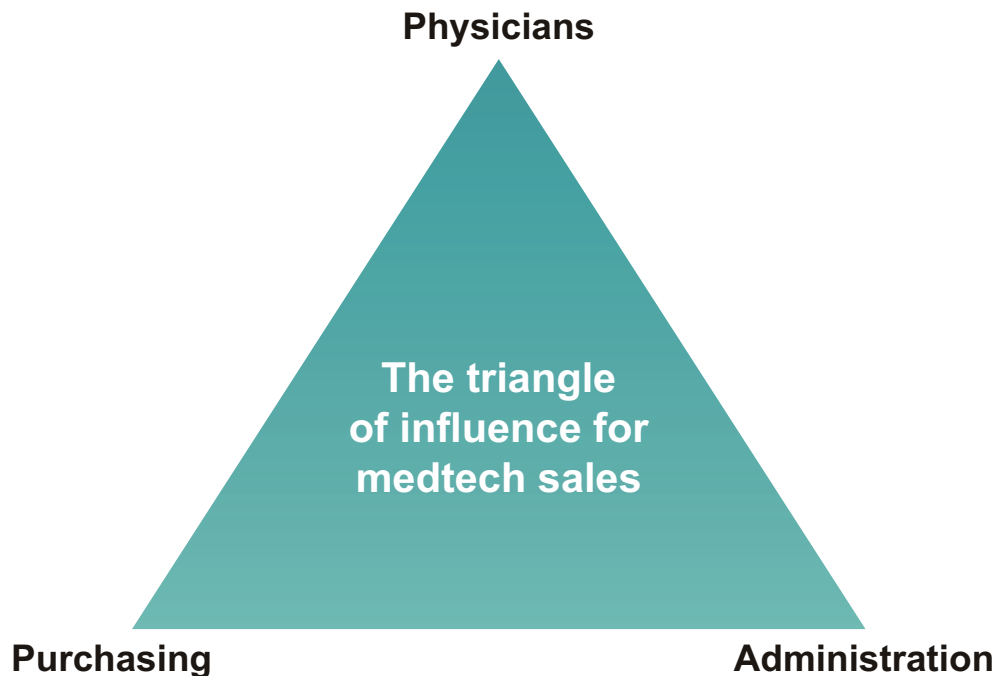 Physicians
The triangle
of influence for
medtech sales
Purchasing
Administration